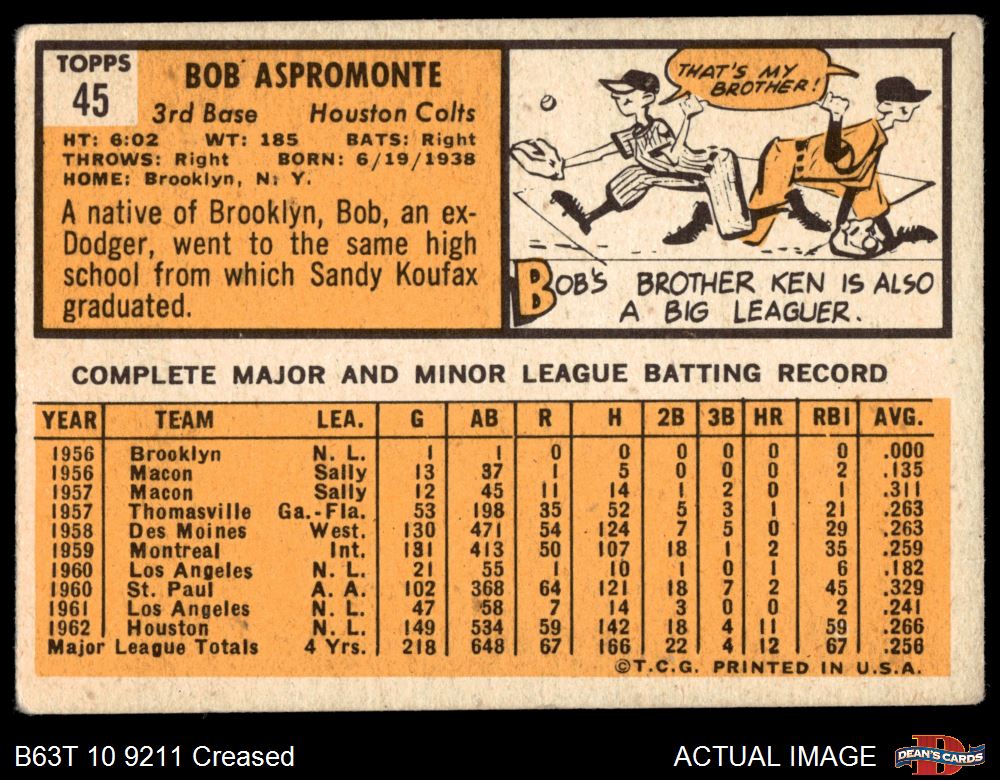 TOPPS
45
BOB ASPROMONTE
3rd Base Houston Colts
HT: 6:02 WT: 185 BATS: Right
THROWS: Right BORN: 6/19/1938
HOME: Brooklyn, N. Y.
A native of Brooklyn, Bob, an ex-
Dodger, went to the same high
school from which Sandy Koufax
graduated.
THAT'S MY
BROTHER!
BOB'S BROTHER KEN IS ALSO
A BIG LEAGUER.
COMPLETE MAJOR AND MINOR LEAGUE BATTING RECORD
YEAR TEAM LEA. G AB R H 2B 3B HR RBI AVG.
1956 Brooklyn N. L. 1 1 0 0 0 0 0 0 .000
1956 Macon Sally 13 37 1 5 0 0 0 2 .135
1957 Macon Sally 12 45 11 14 1 2 0 1 .311
1957 Thomasville Ga.-Fla. 53 198 35 52 5 3 1 21 .263
1958 Des Moines West. 130 471 54 124 7 5 0 29 .263
1959 Montreal Int. 131 413 50 107 18 1 2 35 .259
1960 Los Angeles N. L. 21 55 1 10 1 0 1 6 .182
1960 St. Paul A. A. 102 368 64 121 18 7 2 45 .329
1961 Los Angeles N. L. 47 58 7 14 3 0 0 2 .241
1962 Houston N. L. 149 534 59 142 18 4 11 59 .266
Major League Totals 4 Yrs. 218 648 67 166 22 4 12 67 .256
©T.C.G. PRINTED IN U.S.A.
B63T 10 9211 Creased
ACTUAL IMAGE
DEAN'S CARDS